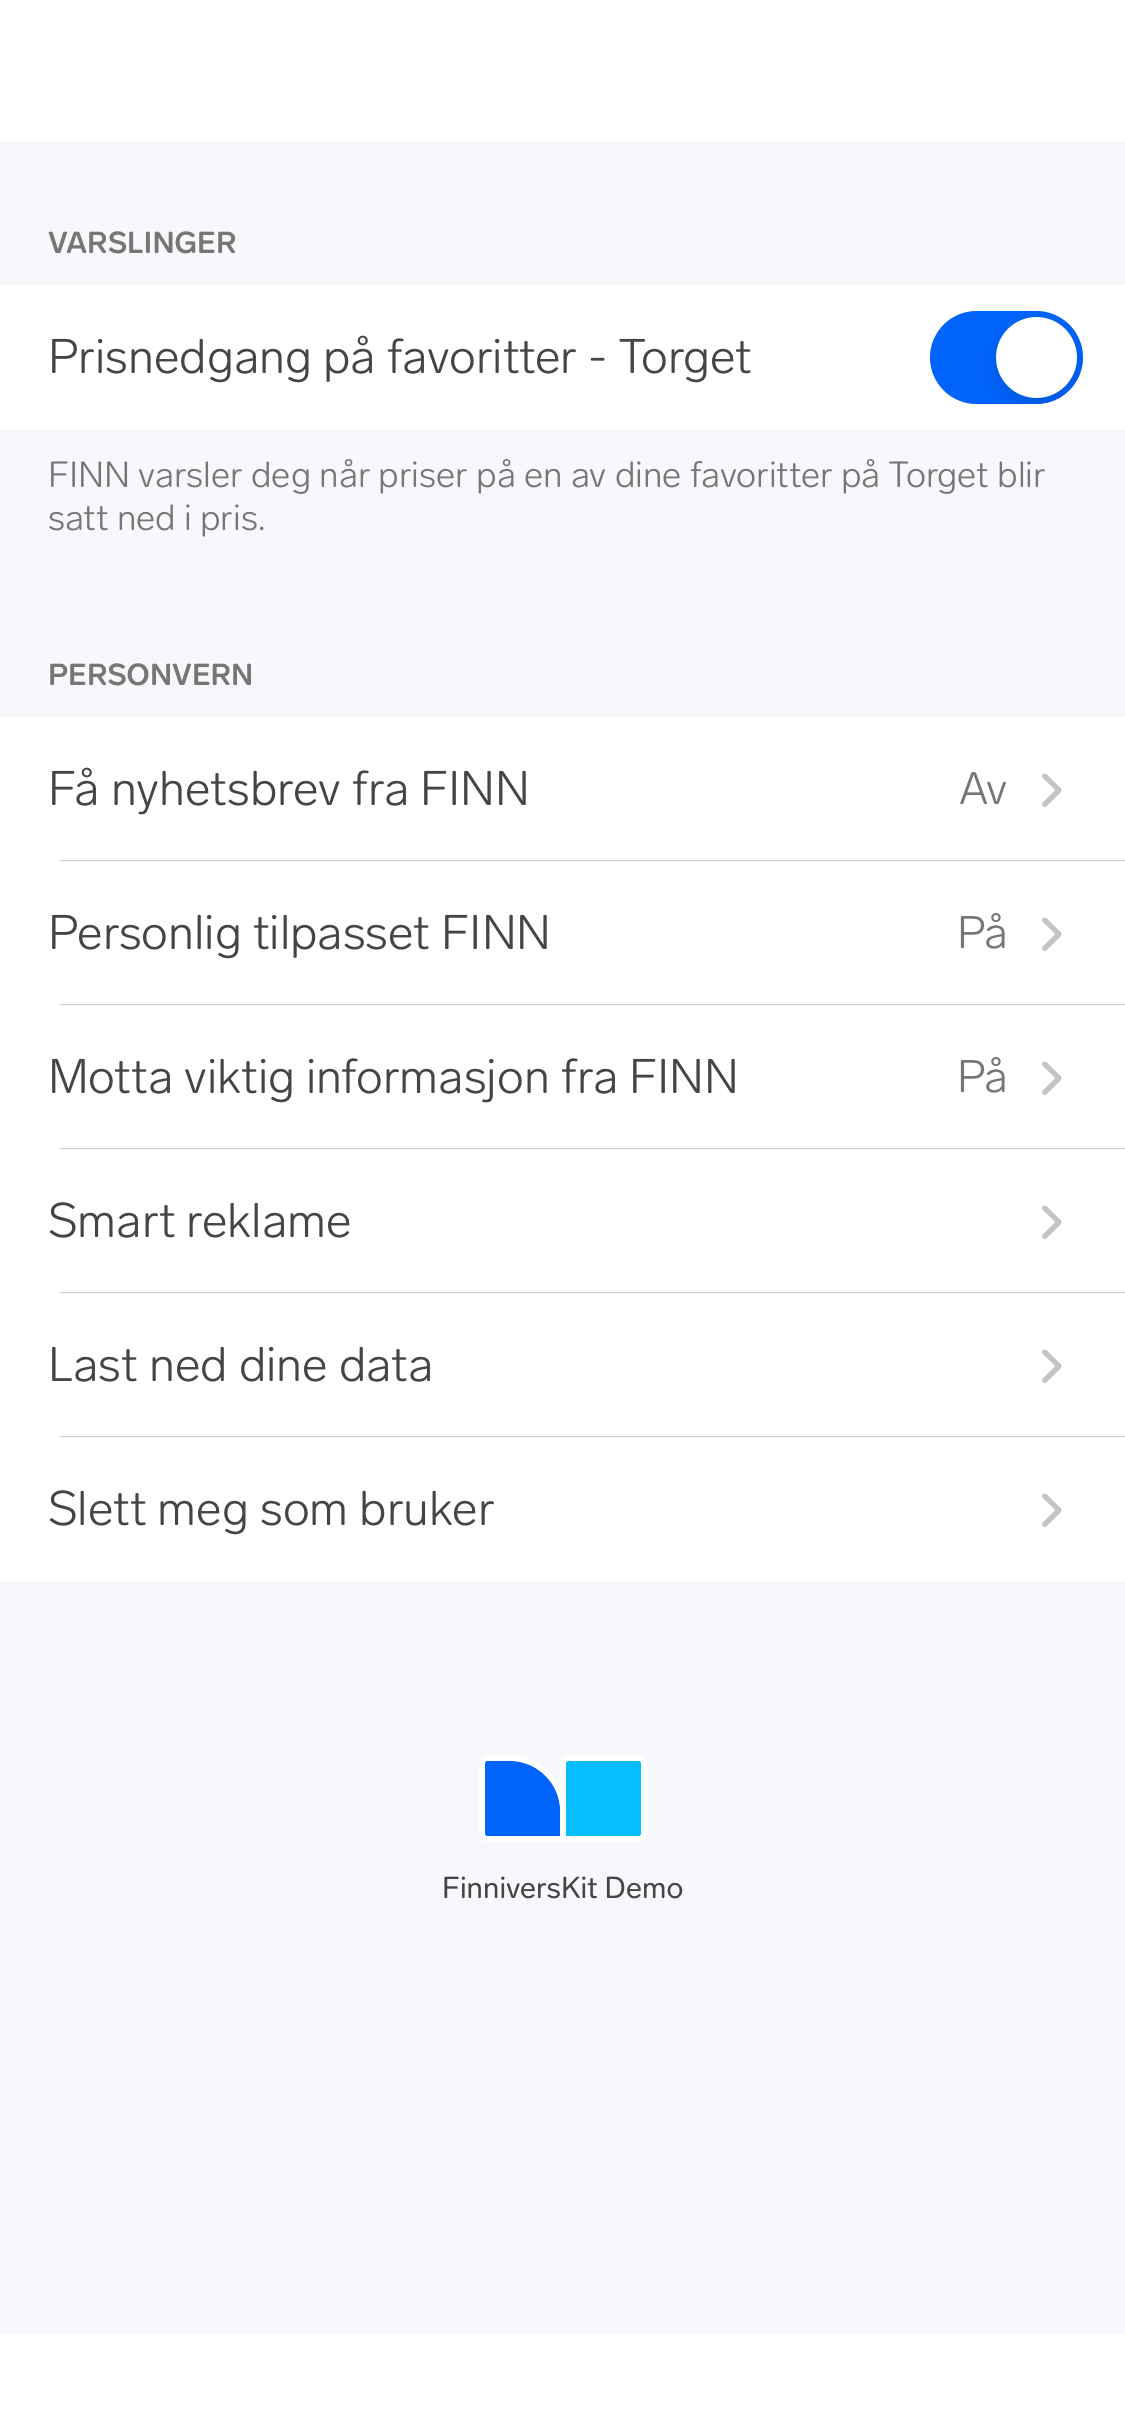 VARSLINGER
Prisnedgang på favoritter - Torget
FINN varsler deg når priser på en av dine favoritter på Torget blir
satt ned i pris.
PERSONVERN
Få nyhetsbrev fra FINN Av
Personlig tilpasset FINN På
Motta viktig informasjon fra FINN På
Smart reklame
Last ned dine data
Slett meg som bruker
FinniversKit Demo